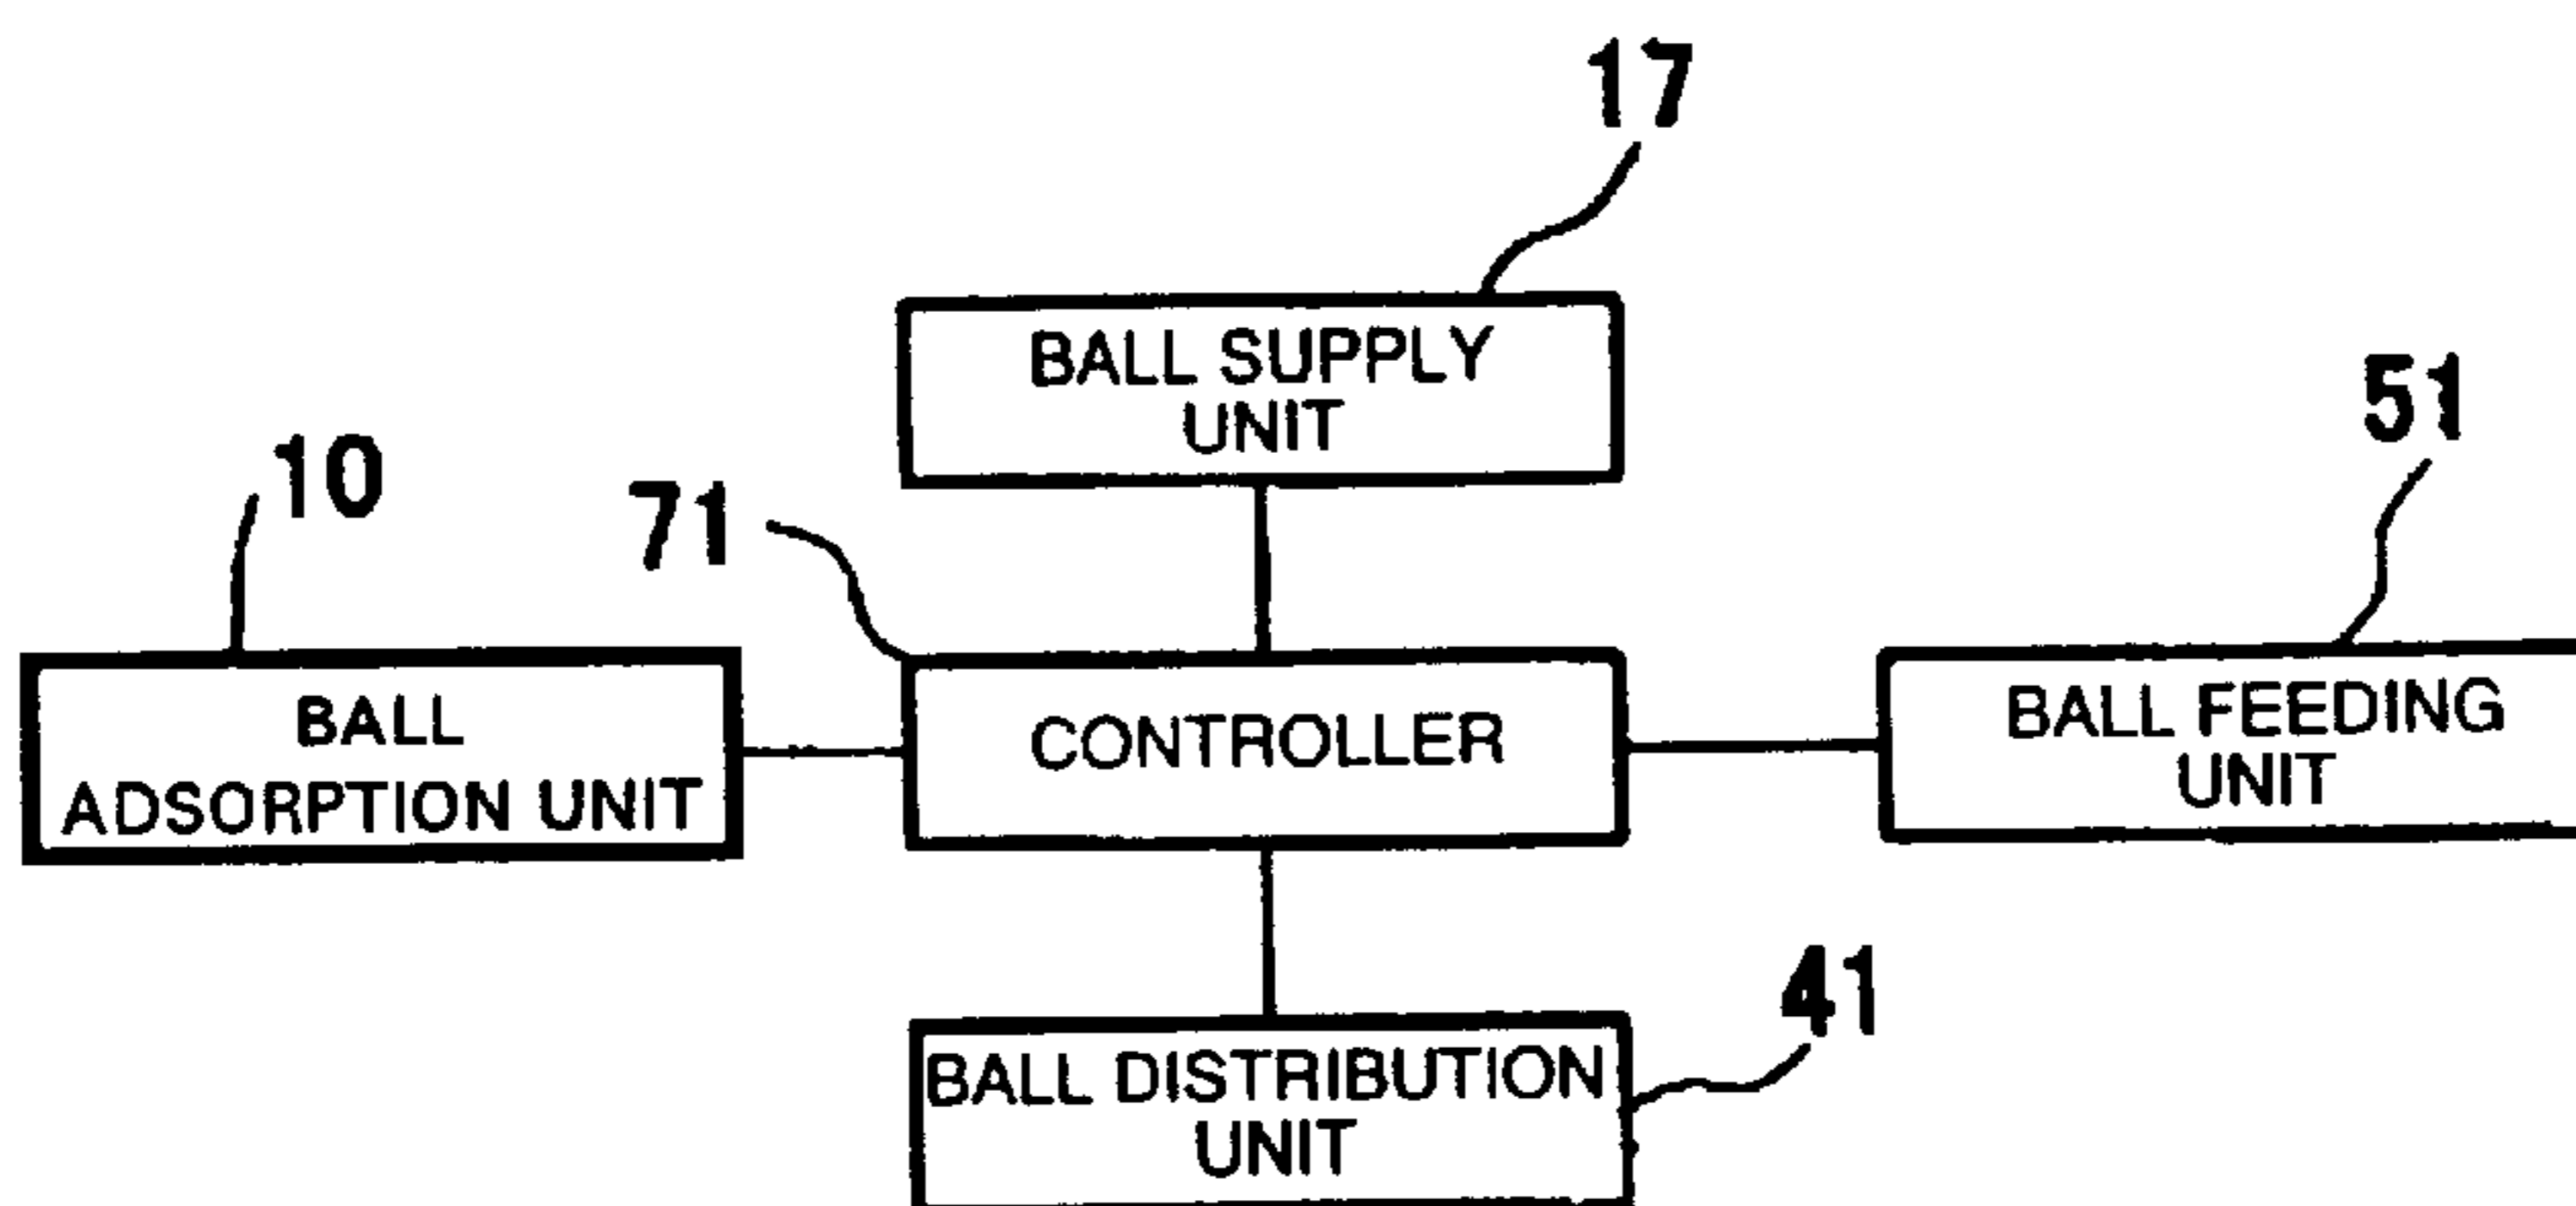 17
BALL SUPPLY
UNIT
51
10
71
BALL
ADSORPTION UNIT
CONTROLLER
BALL FEEDING
UNIT
41
BALL DISTRIBUTION
UNIT